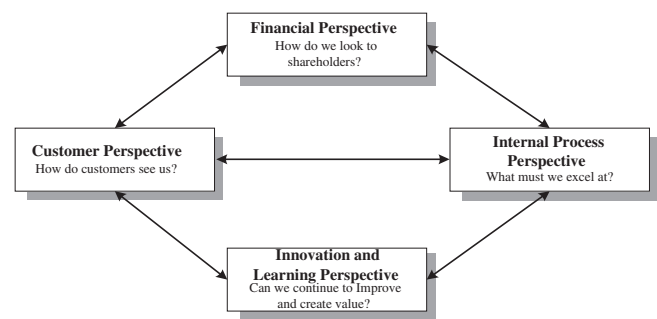 Financial Perspective
How do we look to
shareholders?
Customer Perspective
How do customers see us?
Internal Process
Perspective
What must we excel at?
Innovation and
Learning Perspective
Can we continue to Improve
and create value?